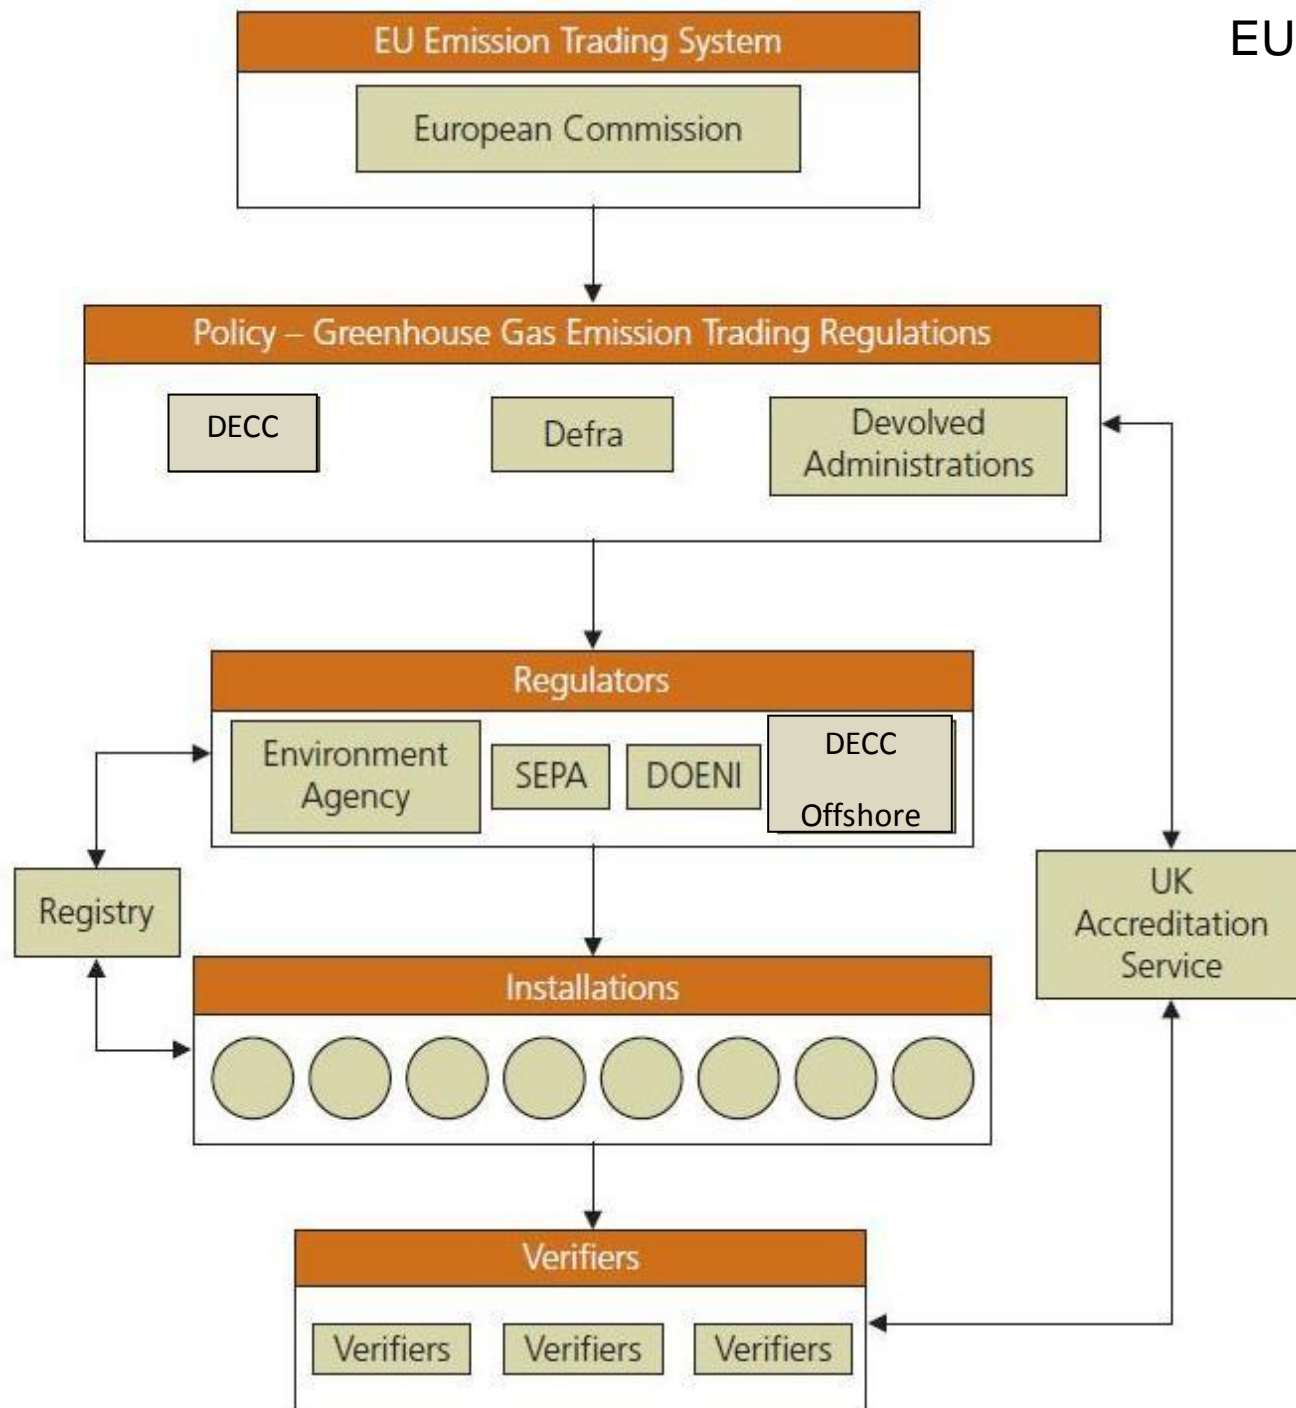 EU
EU Emission Trading System
European Commission
Policy – Greenhouse Gas Emission Trading Regulations
DECC
Defra
Devolved
Administrations
Regulators
Environment
Agency
SEPA
DOENI
DECC
Offshore
Registry
UK
Accreditation
Service
Installations
Verifiers
Verifiers
Verifiers
Verifiers